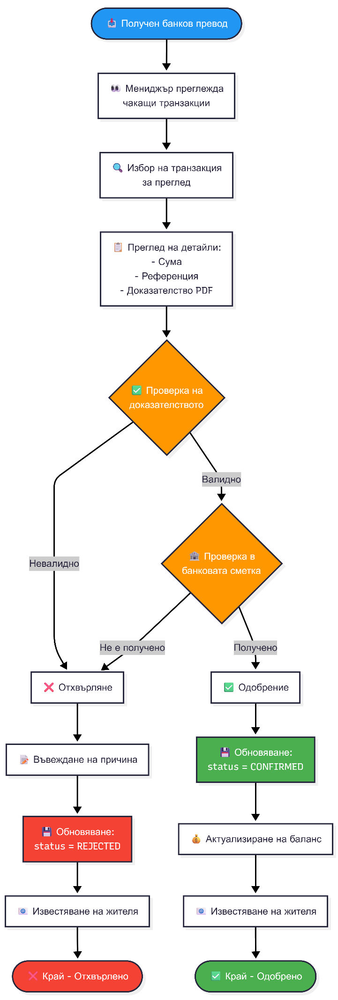 📥 Получен банков превод
👀 Мениджър преглежда
чакащи транзакции
🔍 Избор на транзакция
за преглед
📋 Преглед на детайли:
- Сума
- Референция
- Доказателство PDF
✅ Проверка на
доказателството
Валидно
Невалидно
🏦 Проверка в
банковата сметка
Не е получено
Получено
❌ Отхвърляне
✅ Одобрение
📝 Въвеждане на причина
💾 Обновяване:
status = CONFIRMED
💾 Обновяване:
status = REJECTED
💰 Актуализиране на баланс
📧 Известяване на жителя
📧 Известяване на жителя
❌ Край - Отхвърлено
✅ Край - Одобрено